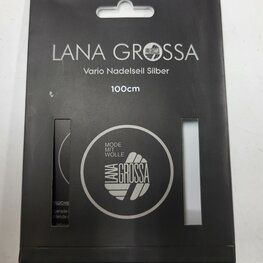 LANA GROSSA
Vario Nadelseil Silber
100cm
MODE
MIT
WOLLE
LANA
GROSSA